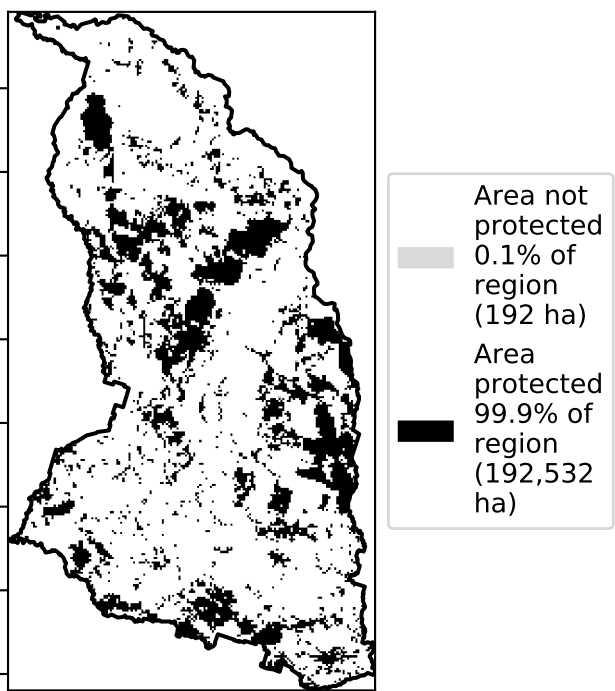 Area not
protected
0.1% of
region
(192 ha)
Area
protected
99.9% of
region
(192,532
ha)